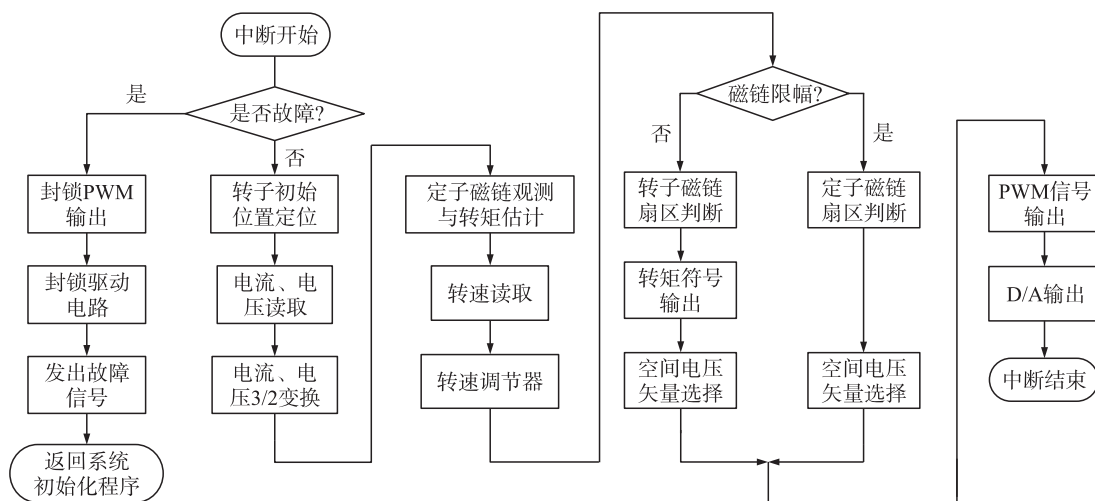 中断开始
是否故障?
是
否
封锁PWM
输出
封锁驱动
电路
发出故障
信号
返回系统
初始化程序
转子初始
位置定位
电流、电
压读取
电流、电
压3/2变换
定子磁链观测
与转矩估计
转速读取
转速调节器
磁链限幅?
否
是
转子磁链
扇区判断
转矩符号
输出
空间电压
矢量选择
定子磁链
扇区判断
空间电压
矢量选择
PWM信号
输出
D/A输出
中断结束